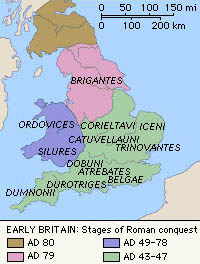 0 50 100 150 mi
0 100 200 km
BRIGANTES
ORDOVICES CORIELTAVI ICENI
CATUVELLAUNI
SILURES TRINOVANTES
DOBUNI
ATREBATES
DUROTRIGES BELGAE
DUMNONII
EARLY BRITAIN: Stages of Roman conquest
AD 80 AD 49-78
AD 79 AD 43-47